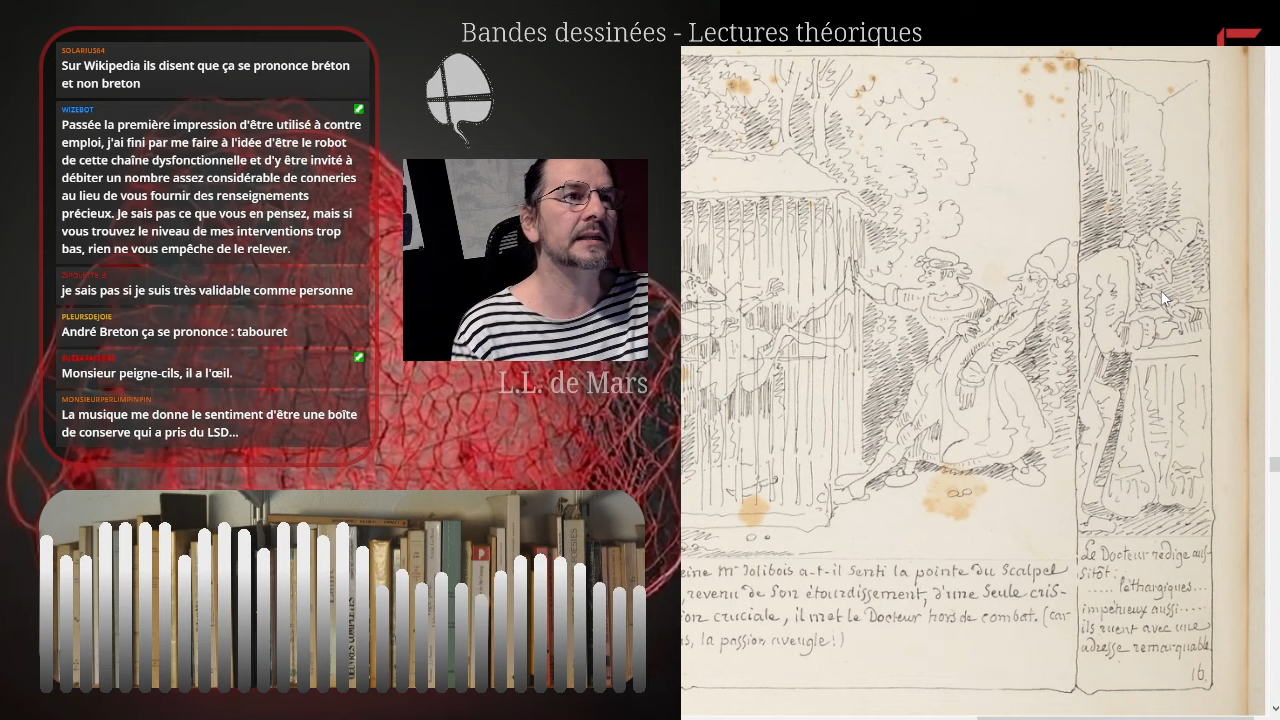 Bandes dessinées - Lectures théoriques
SOLARIUS64
Sur Wikipedia ils disent que ça se prononce bréton
et non breton
WIZEBOT
Passée la première impression d'être utilisé à contre
emploi, j'ai fini par me faire à l'idée d'être le robot
de cette chaîne dysfonctionnelle et d'y être invité à
débiter un nombre assez considérable de conneries
au lieu de vous fournir des renseignements
précieux. Je sais pas ce que vous en pensez, mais si
vous trouvez le niveau de mes interventions trop
bas, rien ne vous empêche de le relever.
je sais pas si je suis très validable comme personne
PLEURSDEJOIE
André Breton ça se prononce : tabouret
Monsieur peigne-cils, il a l'œil.
MONSIEURPERLIMPINPIN
La musique me donne le sentiment d'être une boîte
de conserve qui a pris du LSD...
L.L. de Mars
eine Mr Jolibois a-t-il senti la pointe du Scalpel
revenu de son étourdissement, d'une seule cris-
ion cruciale, il met le Docteur hors de combat. (car
s, la passion aveugle!)
Le Docteur rédige aus-
sitôt :
..... léthargiques...
impétueux aussi.....
ils ruent avec une
adresse remarquable
16.